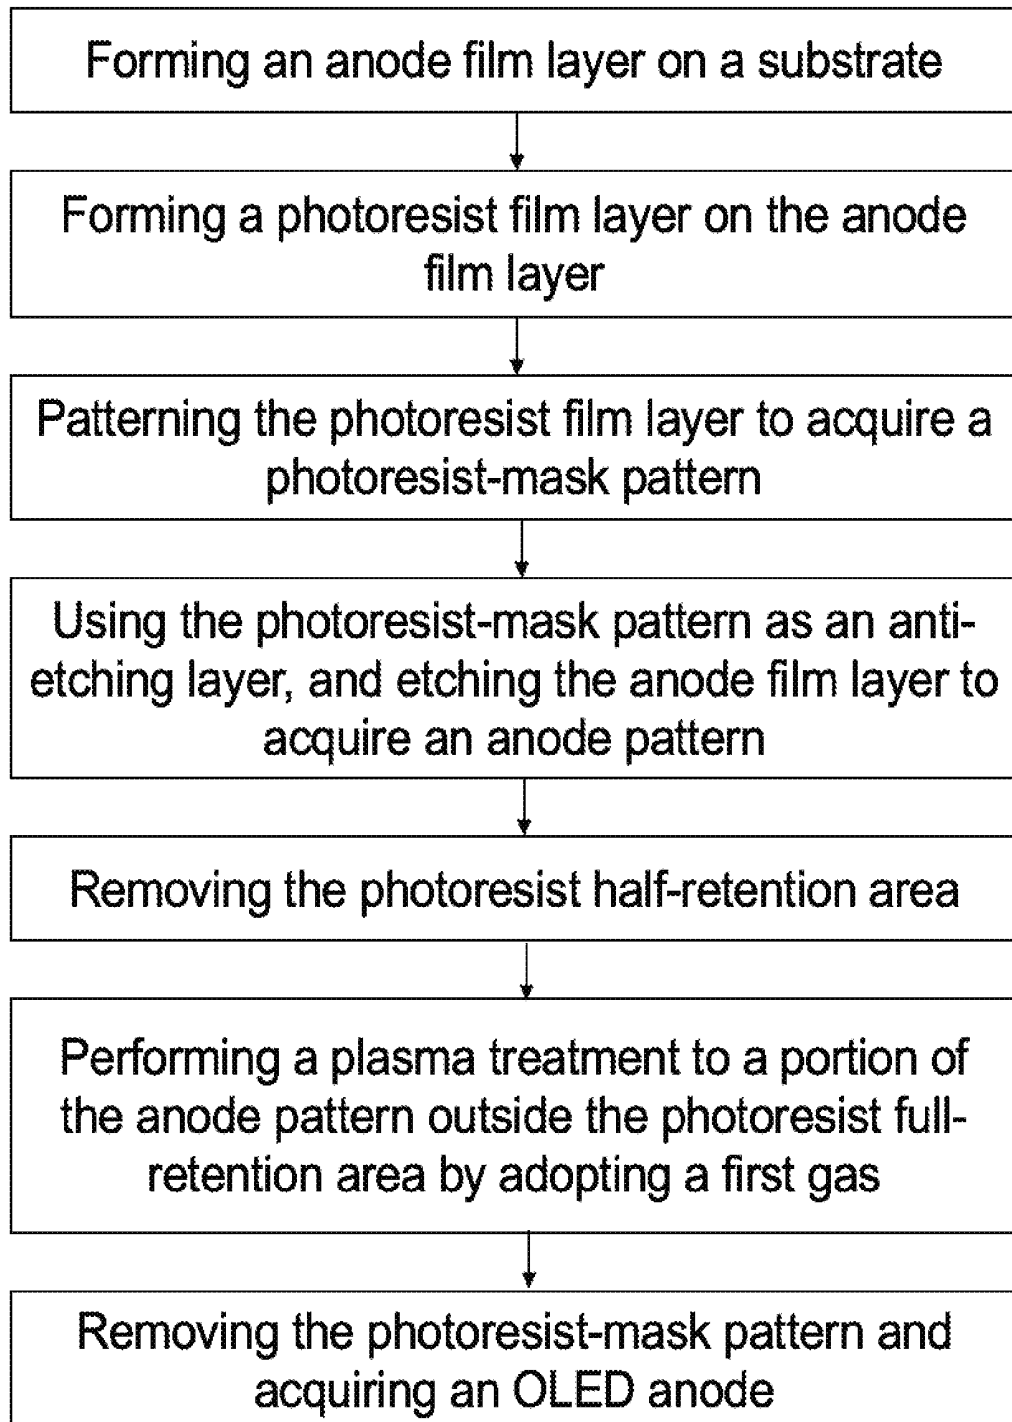 Forming an anode film layer on a substrate
Forming a photoresist film layer on the anode
film layer
Patterning the photoresist film layer to acquire a
photoresist-mask pattern
Using the photoresist-mask pattern as an anti-
etching layer, and etching the anode film layer to
acquire an anode pattern
Removing the photoresist half-retention area
Performing a plasma treatment to a portion of
the anode pattern outside the photoresist full-
retention area by adopting a first gas
Removing the photoresist-mask pattern and
acquiring an OLED anode